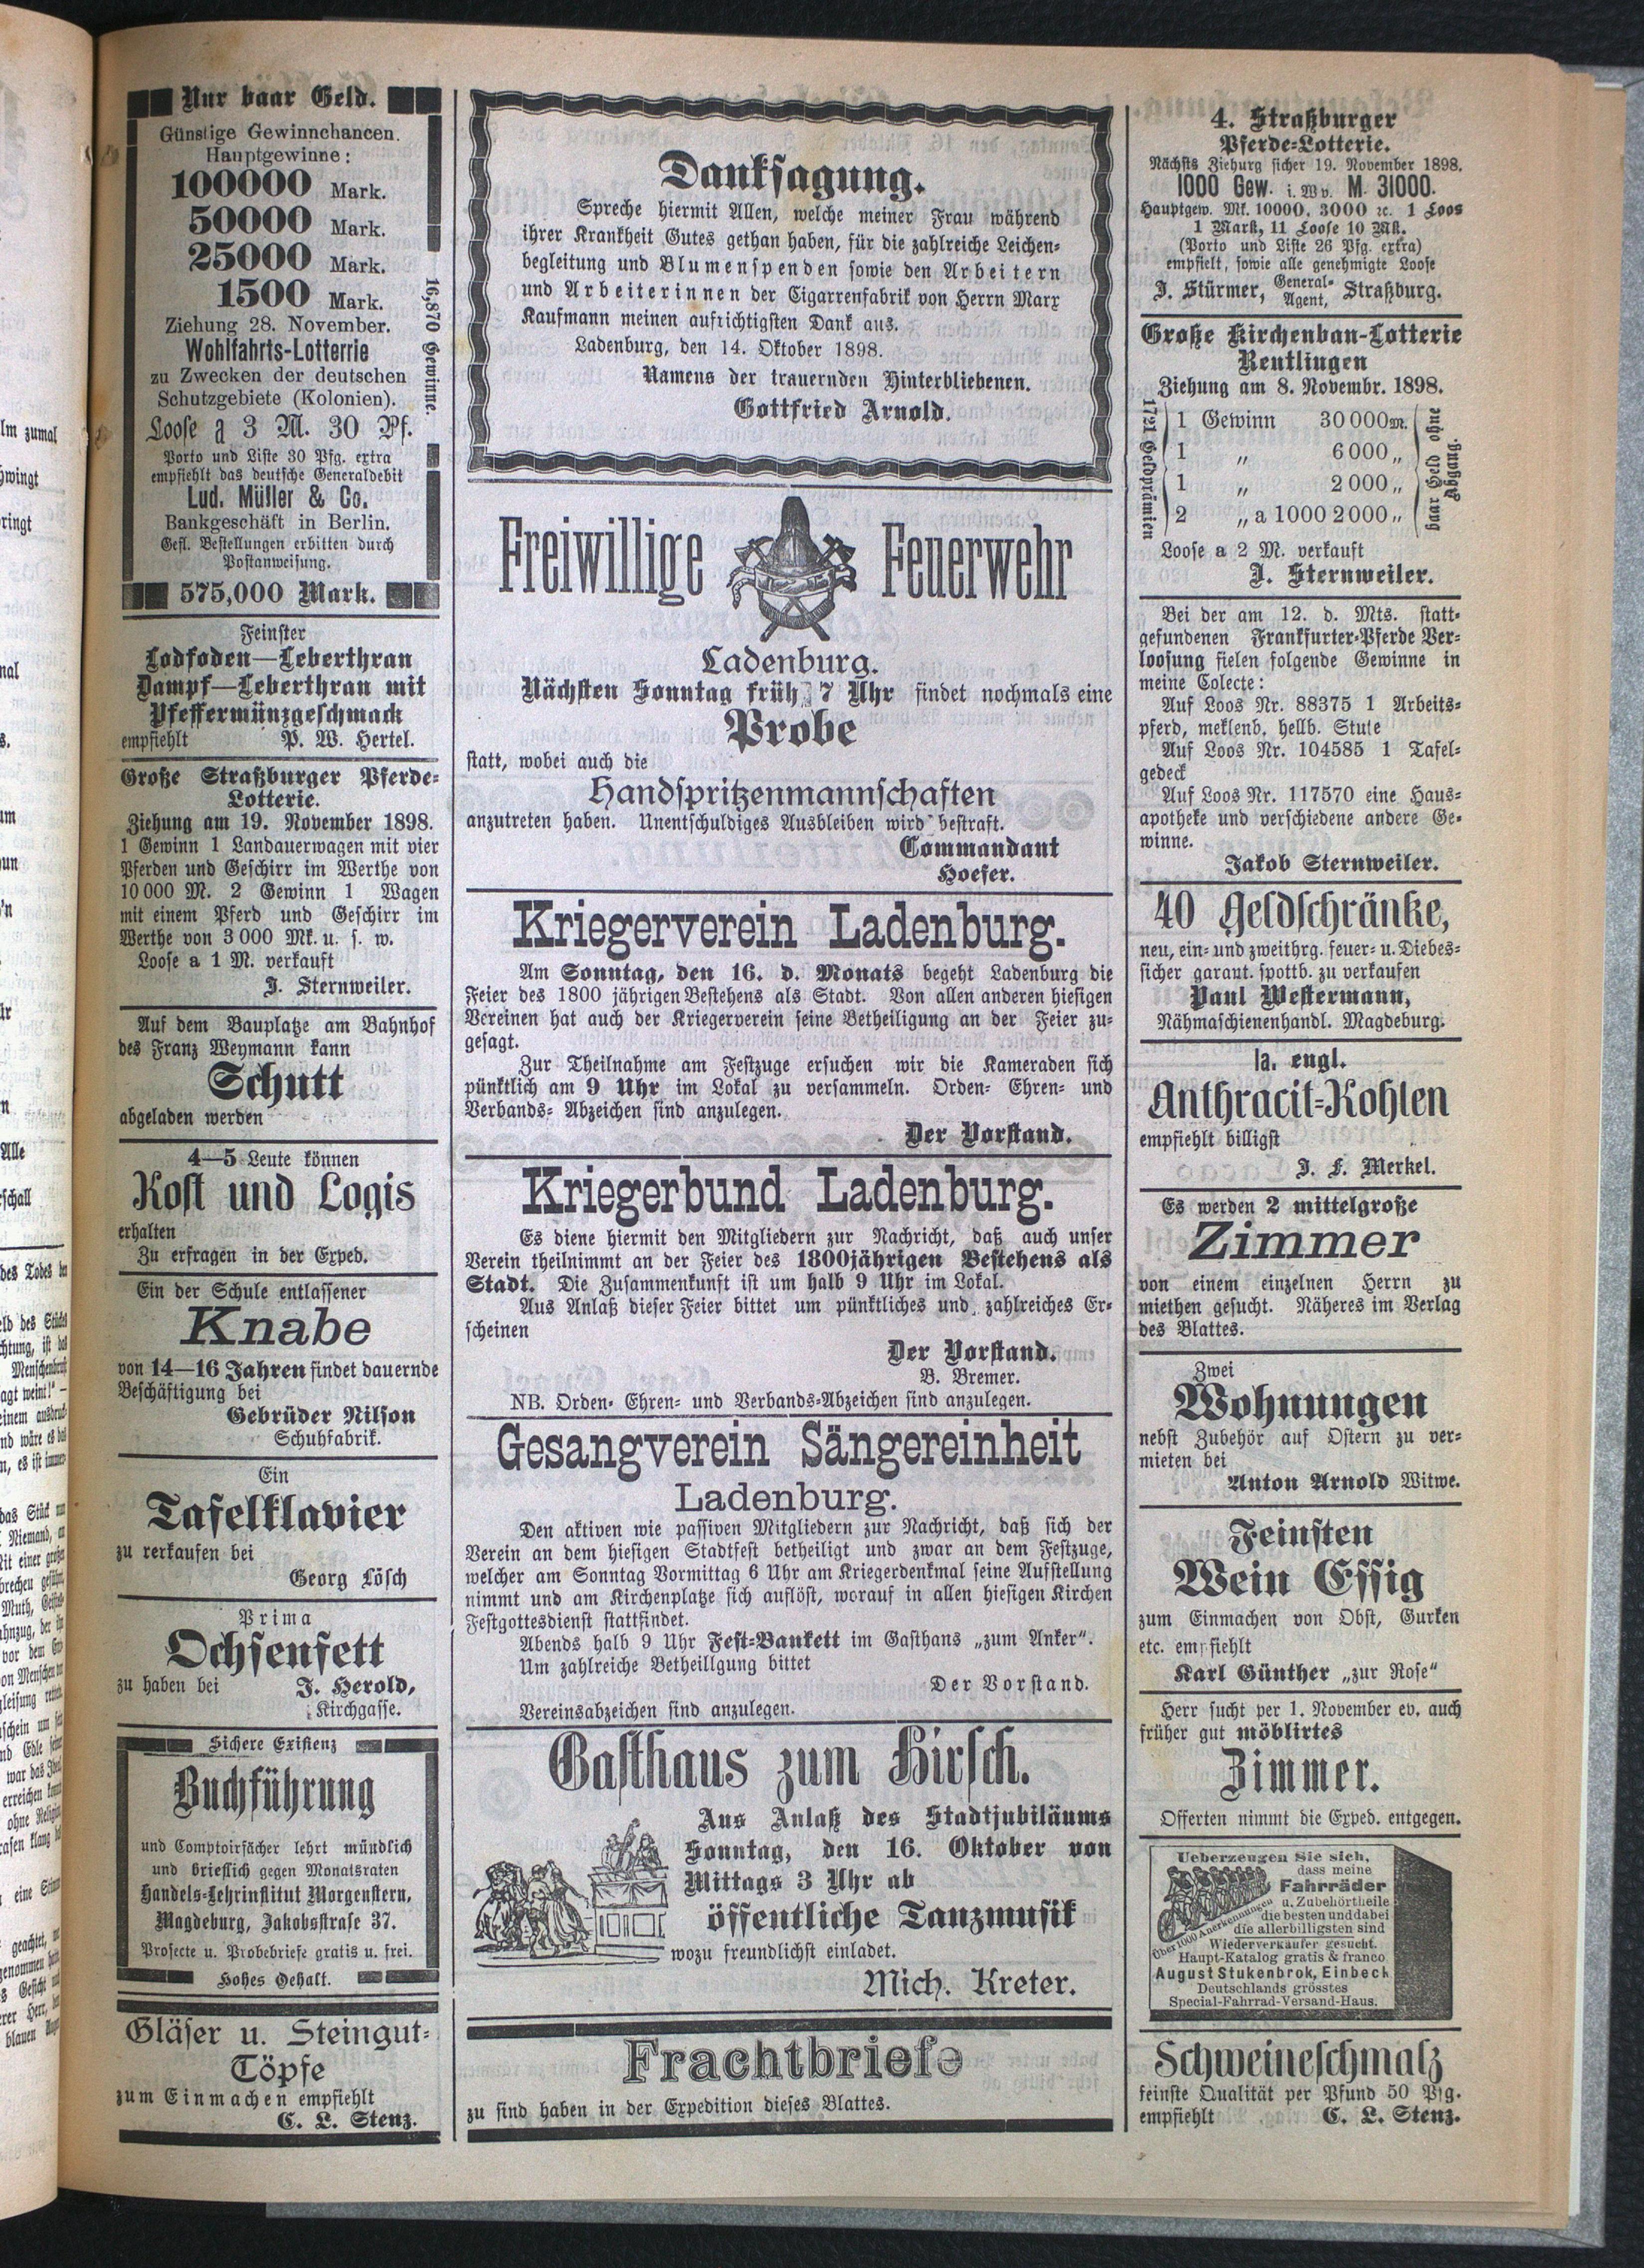 Nur baar Geld.
Günstige Gewinnchancen.
Hauptgewinne:
100000 Mark.
50000 Mark.
25000 Mark.
1500 Mark.
16,870 Gewinne.
Ziehung 28. November.
Wohlfahrts-Lotterrie
zu Zwecken der deutschen
Schutzgebiete (Kolonien).
Loose a 3 M. 30 Pf.
Porto und Liste 30 Pfg. extra
empfiehlt das deutsche Generaldebit
Lud. Müller & Co.
Bankgeschäft in Berlin.
Gefl. Bestellungen erbitten durch
Postanweisung.
575,000 Mark.
Feinster
Lodfoden—Leberthran
Dampf—Leberthran mit
Pfeffermünzgeschmack
empfiehlt P. W. Hertel.
Große Straßburger Pferde-
Lotterie.
Ziehung am 19. November 1898.
1 Gewinn 1 Landauerwagen mit vier
Pferden und Geschirr im Werthe von
10 000 M. 2 Gewinn 1 Wagen
mit einem Pferd und Geschirr im
Werthe von 3 000 Mk. u. s. w.
Loose a 1 M. verkauft
J. Sternweiler.
Auf dem Bauplatze am Bahnhof
des Franz Weymann kann
Schutt
abgeladen werden
4—5 Leute können
Kost und Logis
erhalten
Zu erfragen in der Exped.
Ein der Schule entlassener
Knabe
von 14—16 Jahren findet dauernde
Beschäftigung bei
Gebrüder Nilson
Schuhfabrik.
Ein
Tafelklavier
zu verkaufen bei
Georg Lösch
Prima
Ochsenfett
zu haben bei J. Herold,
Kirchgasse.
Sichere Existenz
Buchführung
und Comptoirfächer lehrt mündlich
und brieflich gegen Monatsraten
Handels-Lehrinstitut Morgenstern,
Magdeburg, Jakobsstrase 37.
Prosecte u. Probebriefe gratis u. frei.
Hohes Gehalt.
Gläser u. Steingut-
Töpfe
zum Einmachen empfiehlt
C. L. Stenz.
Danksagung.
Spreche hiermit Allen, welche meiner Frau während
ihrer Krankheit Gutes gethan haben, für die zahlreiche Leichen-
begleitung und Blumenspenden sowie den Arbeitern
und Arbeiterinnen der Cigarrenfabrik von Herrn Marx
Kaufmann meinen aufrichtigsten Dank aus.
Ladenburg, den 14. Oktober 1898.
Namens der trauernden Hinterbliebenen.
Gottfried Arnold.
Freiwillige Feuerwehr
Ladenburg.
Nächsten Sonntag früh 7 Uhr findet nochmals eine
Probe
statt, wobei auch die
Handspritzenmannschaften
anzutreten haben. Unentschuldiges Ausbleiben wird bestraft.
Commandant
Hoefer.
Kriegerverein Ladenburg.
Am Sonntag, den 16. d. Monats begeht Ladenburg die
Feier des 1800 jährigen Bestehens als Stadt. Von allen anderen hiesigen
Vereinen hat auch der Kriegerverein seine Betheiligung an der Feier zu-
gesagt.
Zur Theilnahme am Festzuge ersuchen wir die Kameraden sich
pünktlich am 9 Uhr im Lokal zu versammeln. Orden- Ehren- und
Verbands- Abzeichen sind anzulegen.
Der Vorstand.
Kriegerbund Ladenburg.
Es diene hiermit den Mitgliedern zur Nachricht, daß auch unser
Verein theilnimmt an der Feier des 1800jährigen Bestehens als
Stadt. Die Zusammenkunft ist um halb 9 Uhr im Lokal.
Aus Anlaß dieser Feier bittet um pünktliches und zahlreiches Er-
scheinen
Der Vorstand.
B. Bremer.
NB. Orden- Ehren- und Verbands-Abzeichen sind anzulegen.
Gesangverein Sängereinheit
Ladenburg.
Den aktiven wie passiven Mitgliedern zur Nachricht, daß sich der
Verein an dem hiesigen Stadtfest betheiligt und zwar an dem Festzuge,
welcher am Sonntag Vormittag 6 Uhr am Kriegerdenkmal seine Aufstellung
nimmt und am Kirchenplatze sich auflöst, worauf in allen hiesigen Kirchen
Festgottesdienst stattfindet.
Abends halb 9 Uhr Fest-Bankett im Gasthans „zum Anker“.
Um zahlreiche Betheillgung bittet
Der Vorstand.
Vereinsabzeichen sind anzulegen.
Gasthaus zum Hirsch.
Aus Anlaß des Stadtjubiläums
Sonntag, den 16. Oktober von
Mittags 3 Uhr ab
öffentliche Tanzmusik
wozu freundlichst einladet.
Mich. Kreter.
Frachtbriefe
zu sind haben in der Expedition dieses Blattes.
4. Straßburger
Pferde-Lotterie.
Nächsts Ziehurg sicher 19. November 1898.
1000 Gew. i. W v. M. 31000.
Hauptgew. Mk. 10000, 3000 ꝛc. 1 Loos
1 Mark, 11 Loose 10 Mk.
(Porto und Liste 26 Pfg. extra)
empfielt, sowie alle genehmigte Loose
J. Stürmer, General-Agent, Straßburg.
Große Kirchenban-Lotterie
Reutlingen
Ziehung am 8. Novembr. 1898.
1721 Geldprämien
1 Gewinn 30 000 M.
1 „ 6 000 „
1 „ 2 000 „
2 „ a 1000 2 000 „
baar Geld ohne
Abgang.
Loose a 2 M. verkauft
J. Sternweiler.
Bei der am 12. d. Mts. statt-
gefundenen Frankfurter-Pferde Ver-
loosung fielen folgende Gewinne in
meine Colecte:
Auf Loos Nr. 88375 1 Arbeits-
pferd, meklenb. hellb. Stute
Auf Loos Nr. 104585 1 Tafel-
gedeck
Auf Loos Nr. 117570 eine Haus-
apotheke und verschiedene andere Ge-
winne.
Jakob Sternweiler.
40 Geldschränke,
neu, ein- und zweithrg. feuer- u. Diebes-
sicher garant. spottb. zu verkaufen
Paul Westermann,
Nähmaschienenhandl. Magdeburg.
Ia. engl.
Anthracit-Kohlen
empfiehlt billigst
J. F. Merkel.
Es werden 2 mittelgroße
Zimmer
von einem einzelnen Herrn zu
miethen gesucht. Näheres im Verlag
des Blattes.
Zwei
Wohnungen
nebst Zubehör auf Ostern zu ver-
mieten bei
Anton Arnold Witwe.
Feinsten
Wein Essig
zum Einmachen von Obst, Gurken
etc. empfiehlt
Karl Günther „zur Rose“
Herr sucht per 1. November ev. auch
früher gut möblirtes
Zimmer.
Offerten nimmt die Exped. entgegen.
Ueberzeugen Sie sich,
dass meine
Fahrräder
u. Zubehörtheile
die besten und dabei
die allerbilligsten sind
Über 1000 Anerkennungen
Wiederverkäufer gesucht.
Haupt-Katalog gratis & franco.
August Stukenbrok, Einbeck
Deutschlands grösstes
Special-Fahrrad-Versand-Haus.
Schweineschmalz
feinste Qualität per Pfund 50 Pfg.
empfiehlt C. L. Stenz.